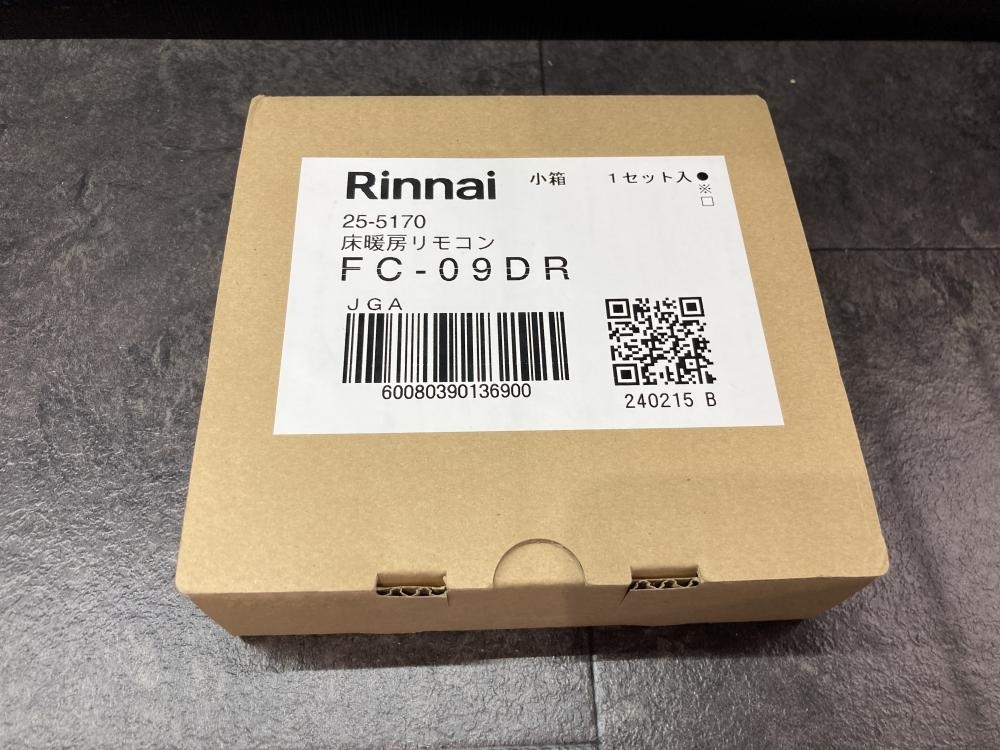 Rinnai 小箱 1セット入●
※
□
25-5170
床暖房リモコン
FC-09DR
JGA
60080390136900
240215 B